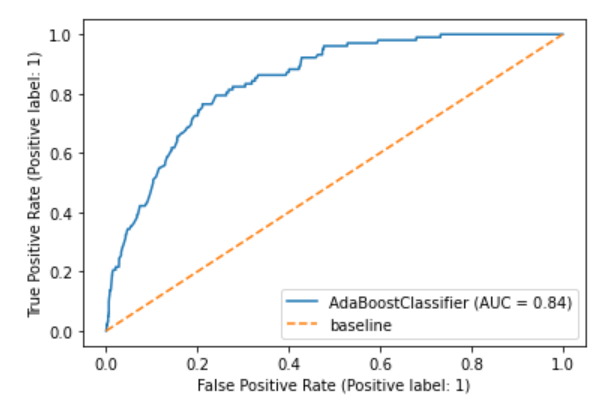 1.0
0.8
0.6
0.4
0.2
0.0
True Positive Rate (Positive label: 1)
AdaBoostClassifier (AUC = 0.84)
baseline
0.0 0.2 0.4 0.6 0.8 1.0
False Positive Rate (Positive label: 1)